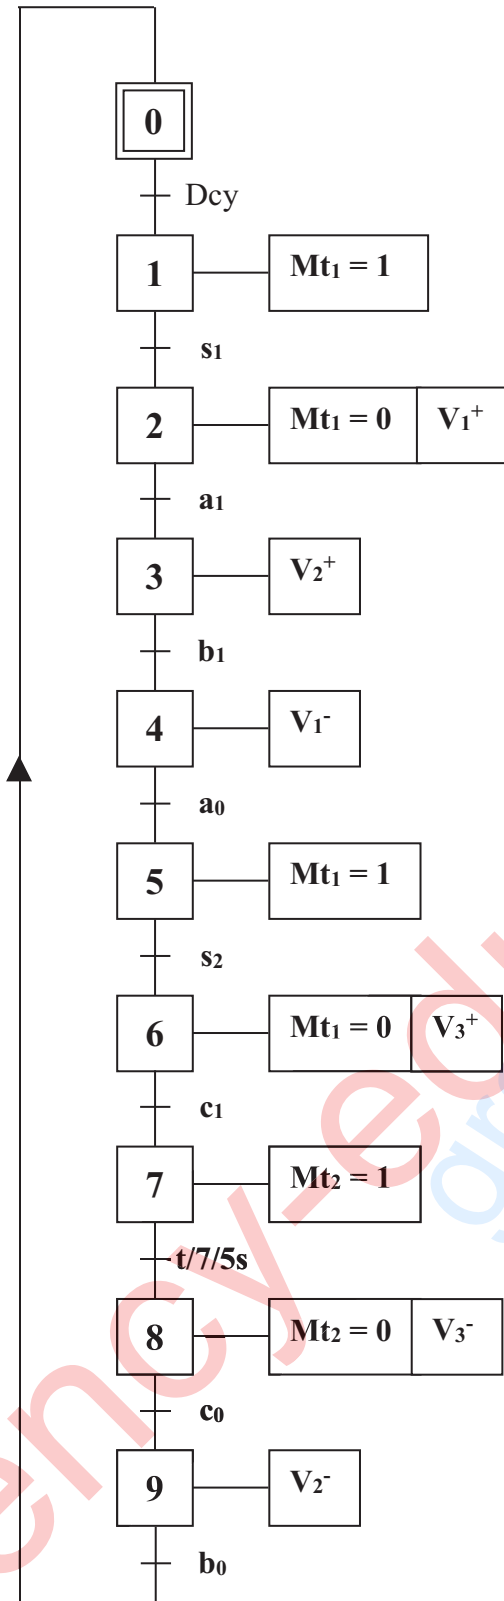 0
Dcy
1 Mt₁ = 1
s₁
2 Mt₁ = 0 V₁⁺
a₁
3 V₂⁺
b₁
4 V₁⁻
a₀
5 Mt₁ = 1
s₂
6 Mt₁ = 0 V₃⁺
c₁
7 Mt₂ = 1
t/7/5s
8 Mt₂ = 0 V₃⁻
c₀
9 V₂⁻
b₀
ency-edu